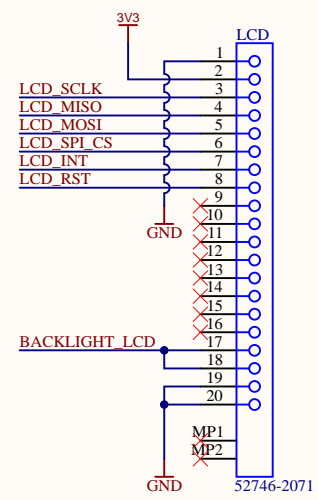 3V3
LCD
1
2
LCD_SCLK 3
LCD_MISO 4
LCD_MOSI 5
LCD_SPI_CS 6
LCD_INT 7
LCD_RST 8
9
10
GND 11
12
13
14
15
16
BACKLIGHT_LCD 17
18
19
20
MP1
MP2
GND 52746-2071